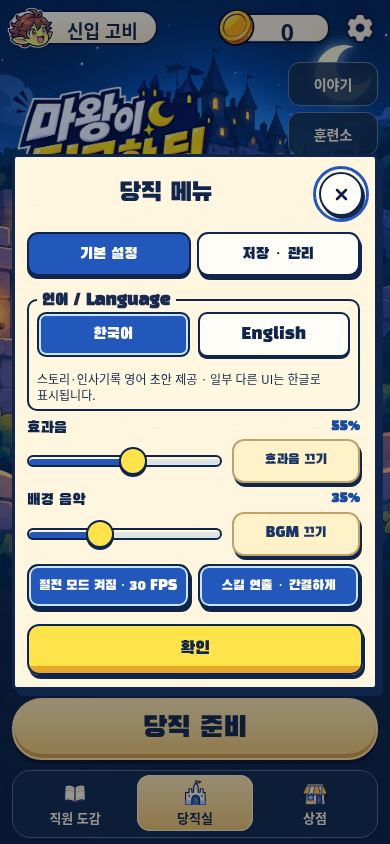 신입 고비
0
이야기
마왕이
훈련소
당직 메뉴
×
기본 설정
저장 · 관리
언어 / Language
한국어
English
스토리·인사기록 영어 초안 제공 · 일부 다른 UI는 한글로
표시됩니다.
효과음
55%
효과음 끄기
배경 음악
35%
BGM 끄기
절전 모드 켜짐 · 30 FPS
스킬 연출 · 간결하게
확인
당직 준비
직원 도감
당직실
상점